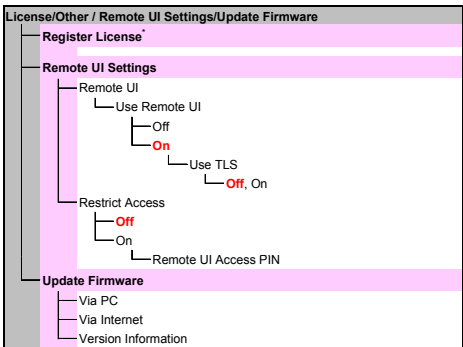 License/Other / Remote UI Settings/Update Firmware
Register License*
Remote UI Settings
Remote UI
Use Remote UI
Off
On
Use TLS
Off, On
Restrict Access
Off
On
Remote UI Access PIN
Update Firmware
Via PC
Via Internet
Version Information